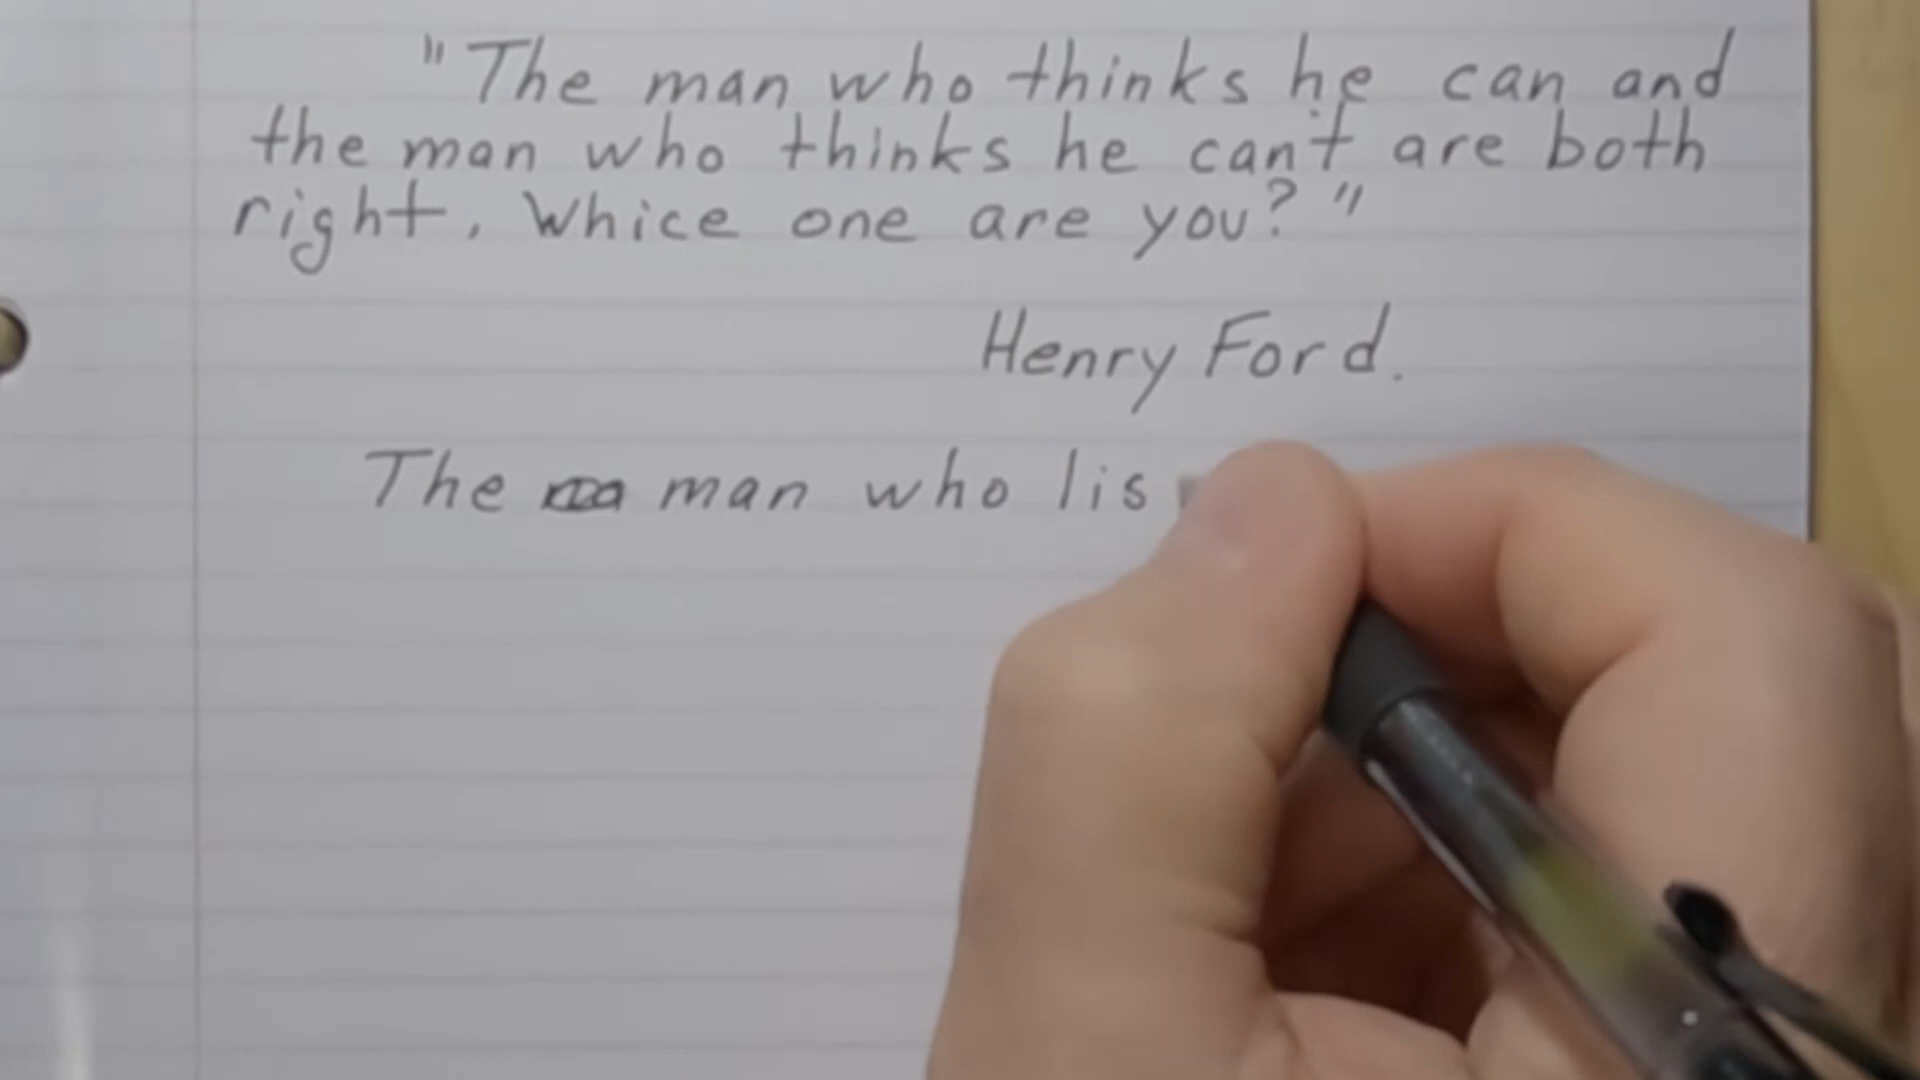 "The man who thinks he can and
the man who thinks he can't are both
right. Whice one are you?"
Henry Ford.
The man who lis